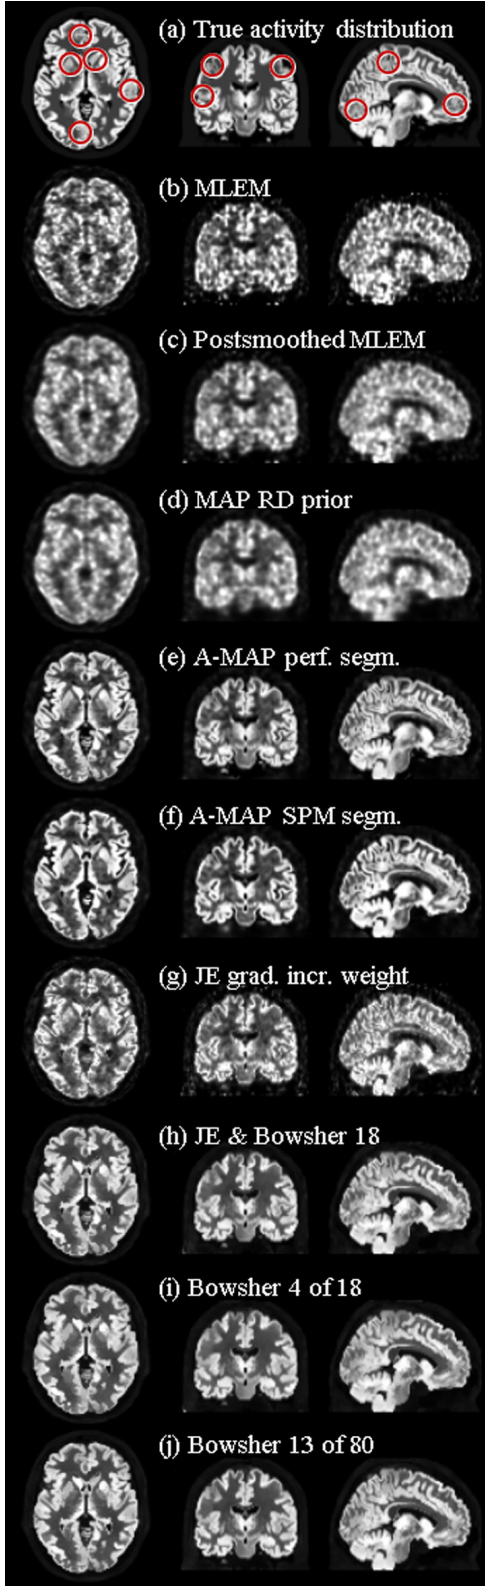 (a) True activity distribution
(b) MLEM
(c) Postsmoothed MLEM
(d) MAP RD prior
(e) A-MAP perf. segm.
(f) A-MAP SPM segm.
(g) JE grad. incr. weight
(h) JE & Bowsher 18
(i) Bowsher 4 of 18
(j) Bowsher 13 of 80